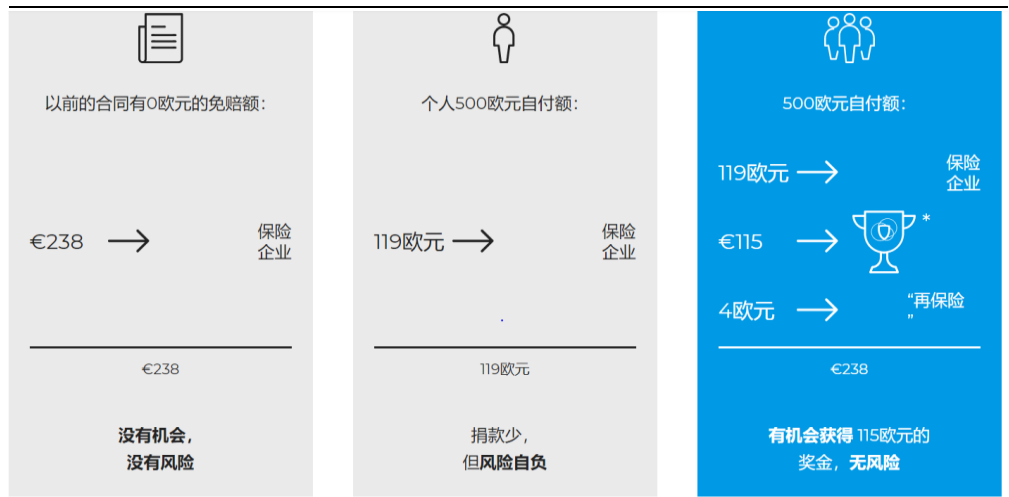 以前的合同有0欧元的免赔额：
€238
保险
企业
€238
没有机会，
没有风险
个人500欧元自付额：
119欧元
保险
企业
119欧元
捐款少，
但风险自负
500欧元自付额：
119欧元
保险
企业
€115
*
4欧元
“再保险
”
€238
有机会获得 115欧元的
奖金，无风险